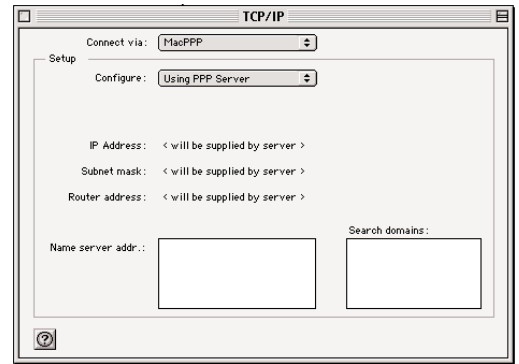 TCP/IP
Connect via: MacPPP
Setup
Configure: Using PPP Server
IP Address: < will be supplied by server >
Subnet mask: < will be supplied by server >
Router address: < will be supplied by server >
Search domains:
Name server addr.:
?